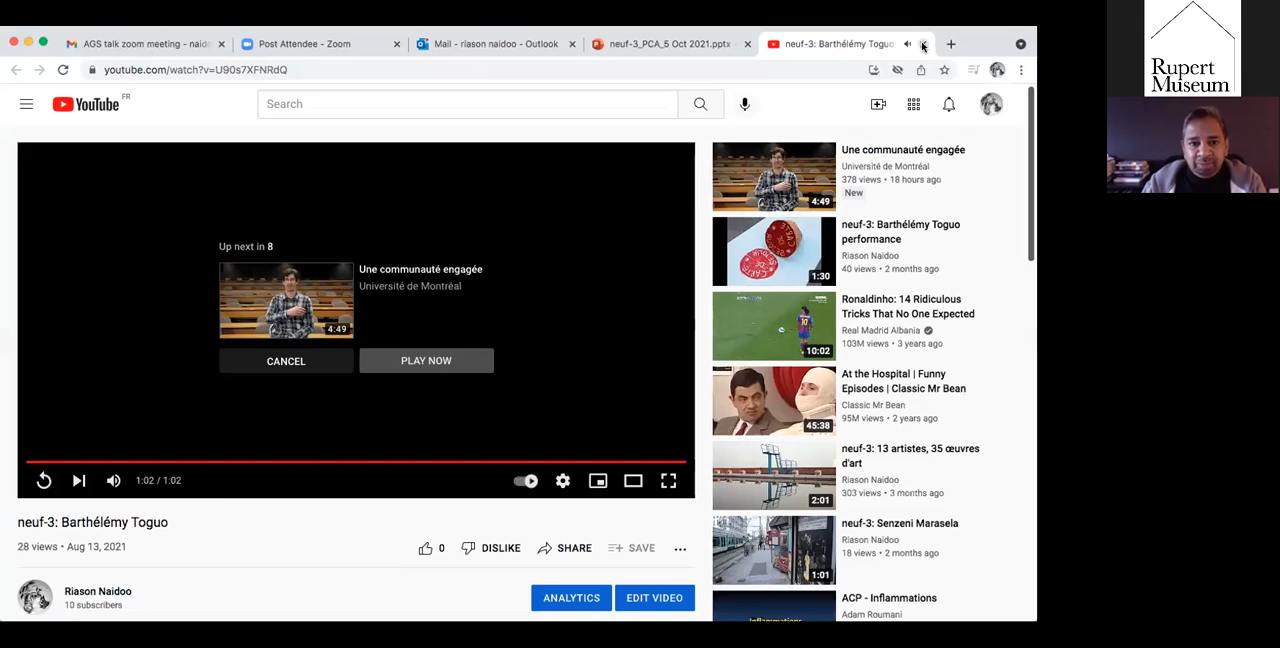 AGS talk zoom meeting - naid
Post Attendee - Zoom
Mail - riason naidoo - Outlook
neuf-3_PCA_5 Oct 2021.pptx
neuf-3: Barthélémy Toguo
youtube.com/watch?v=U90s7XFNRdQ
YouTube FR
Search
Up next in 8
Une communauté engagée
Université de Montréal
4:49
CANCEL
PLAY NOW
1:02 / 1:02
neuf-3: Barthélémy Toguo
28 views • Aug 13, 2021
0
DISLIKE
SHARE
SAVE
Riason Naidoo
10 subscribers
ANALYTICS
EDIT VIDEO
4:49
Une communauté engagée
Université de Montréal
378 views • 18 hours ago
New
1:30
neuf-3: Barthélémy Toguo
performance
Riason Naidoo
40 views • 2 months ago
10:02
Ronaldinho: 14 Ridiculous
Tricks That No One Expected
Real Madrid Albania
103M views • 3 years ago
45:38
At the Hospital | Funny
Episodes | Classic Mr Bean
Classic Mr Bean
95M views • 2 years ago
2:01
neuf-3: 13 artistes, 35 œuvres
d'art
Riason Naidoo
303 views • 3 months ago
1:01
neuf-3: Senzeni Marasela
Riason Naidoo
18 views • 2 months ago
Inflammations
ACP - Inflammations
Adam Roumani
Rupert
Museum